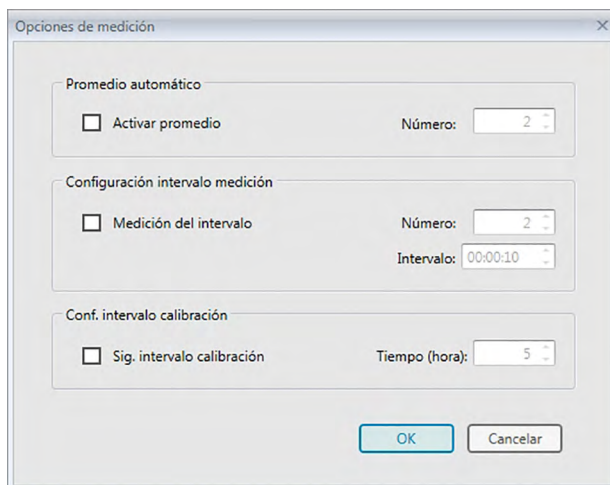 Opciones de medición
Promedio automático
Activar promedio Número: 2
Configuración intervalo medición
Medición del intervalo Número: 2
Intervalo: 00:00:10
Conf. intervalo calibración
Sig. intervalo calibración Tiempo (hora): 5
OK Cancelar